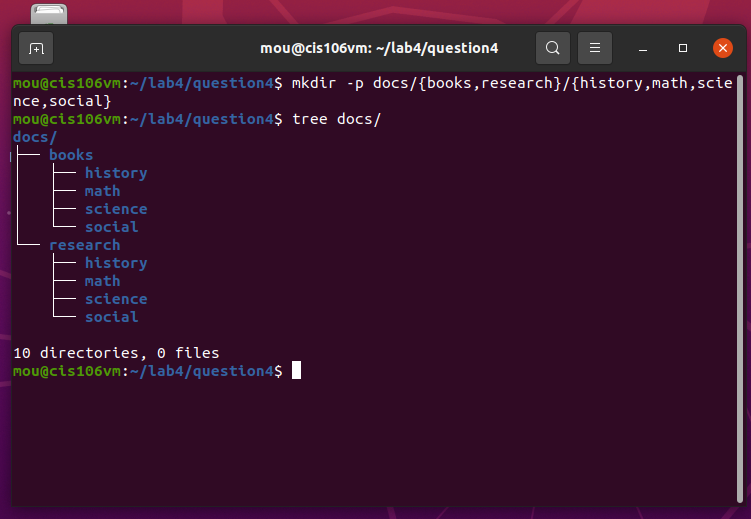 mou@cis106vm: ~/lab4/question4
mou@cis106vm:~/lab4/question4$ mkdir -p docs/{books,research}/{history,math,scie
nce,social}
mou@cis106vm:~/lab4/question4$ tree docs/
docs/
├── books
│   ├── history
│   ├── math
│   ├── science
│   └── social
└── research
    ├── history
    ├── math
    ├── science
    └── social
10 directories, 0 files
mou@cis106vm:~/lab4/question4$